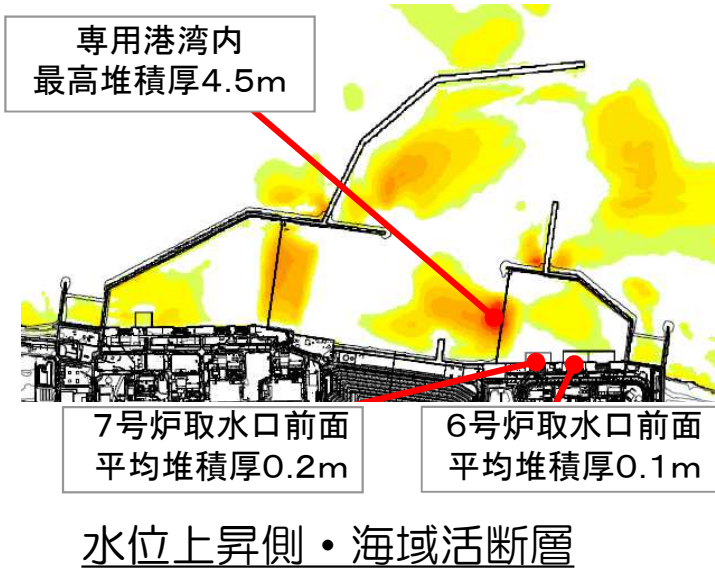 専用港湾内
最高堆積厚4.5m
7号炉取水口前面
平均堆積厚0.2m
6号炉取水口前面
平均堆積厚0.1m
水位上昇側・海域活断層